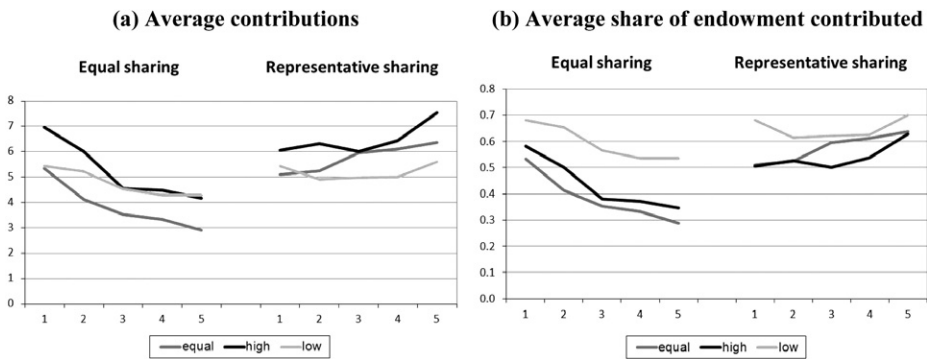 (a) Average contributions
Equal sharing Representative sharing
8
7
6
5
4
3
2
1
0
1 2 3 4 5 1 2 3 4 5
equal high low
(b) Average share of endowment contributed
Equal sharing Representative sharing
0.8
0.7
0.6
0.5
0.4
0.3
0.2
0.1
0.0
1 2 3 4 5 1 2 3 4 5
equal high low